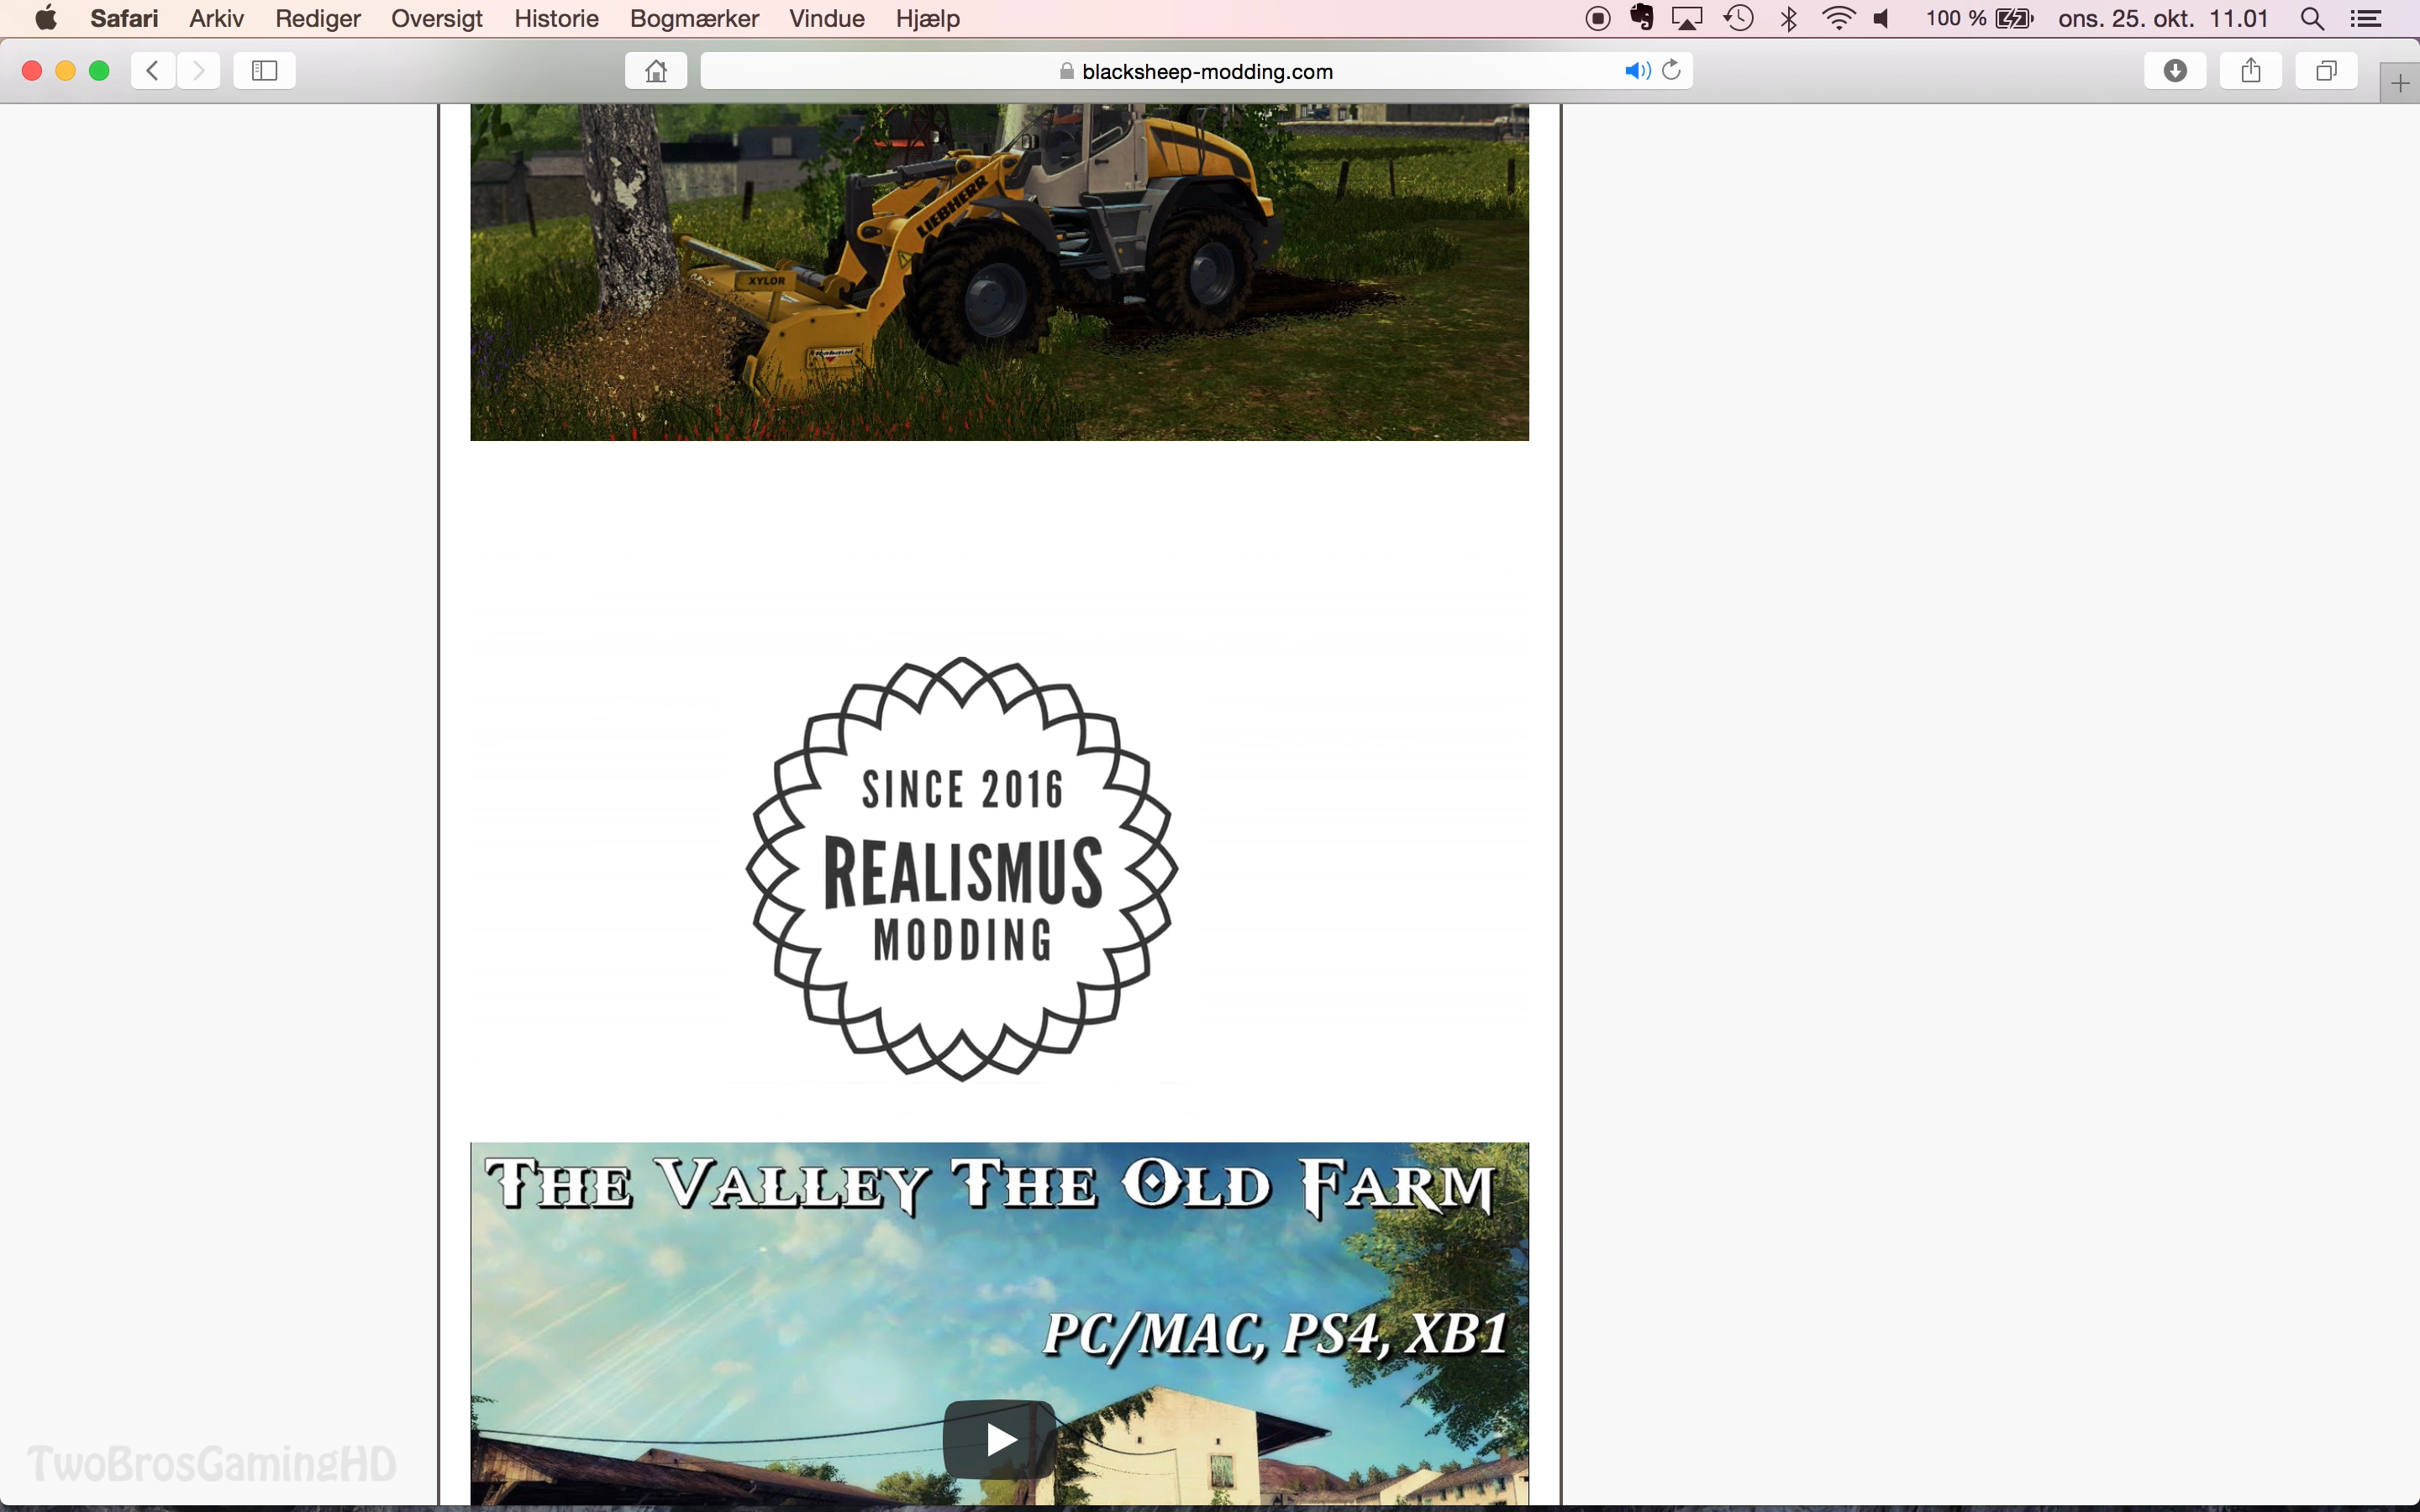 Safari Arkiv Rediger Oversigt Historie Bogmærker Vindue Hjælp 100 % ons. 25. okt. 11.01
blacksheep-modding.com
LIEBHERR
XYLOR
SINCE 2016
REALISMUS
MODDING
THE VALLEY THE OLD FARM
PC/MAC, PS4, XB1
TwoBrosGamingHD